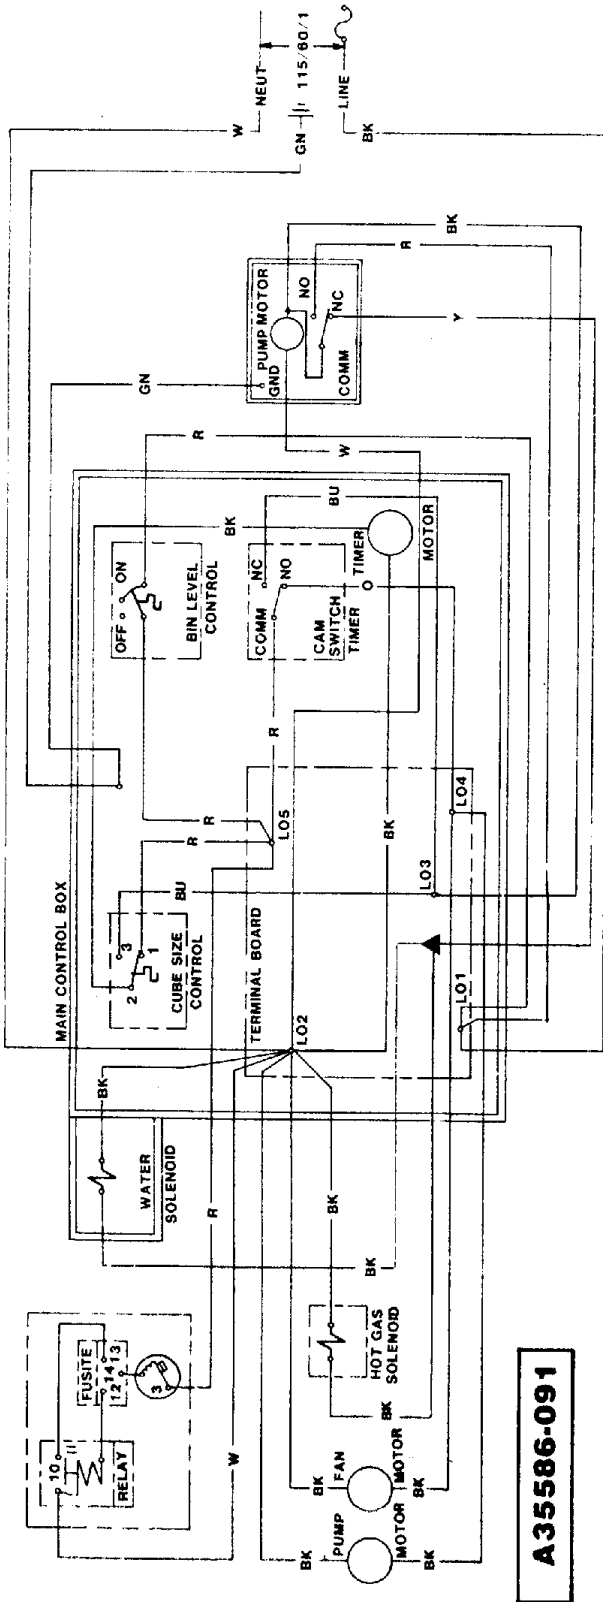 NEUT
115/60/1
LINE
W
GN
BK
PUMP MOTOR
GND
NO
NC
COMM
BK
R
Y
GN
R
W
MAIN CONTROL BOX
BK
BU
OFF
ON
BIN LEVEL
CONTROL
COMM
NC
NO
CAM
SWITCH
TIMER
TIMER
MOTOR
R
R
R
BK
BU
LO5
LO4
LO3
3
2
1
CUBE SIZE
CONTROL
TERMINAL BOARD
LO2
LO1
BK
WATER
SOLENOID
R
BK
BK
HOT GAS
SOLENOID
BK
FUSITE
12
14
13
3
10
RELAY
W
BK
FAN
MOTOR
BK
BK
PUMP
MOTOR
BK
A35586-091